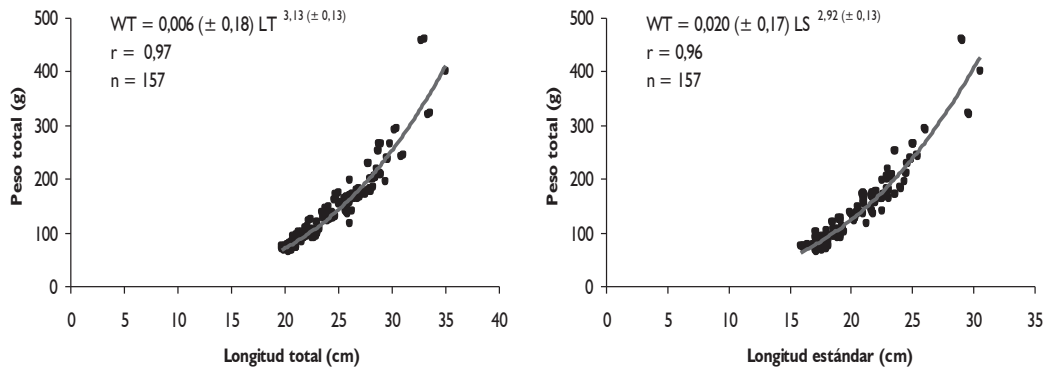 WT = 0,006 (± 0,18) LT 3,13 (± 0,13)
r = 0,97
n = 157
Peso total (g)
500
400
300
200
100
0
0 5 10 15 20 25 30 35 40
Longitud total (cm)
WT = 0,020 (± 0,17) LS 2,92 (± 0,13)
r = 0,96
n = 157
Peso total (g)
500
400
300
200
100
0
0 5 10 15 20 25 30 35
Longitud estándar (cm)